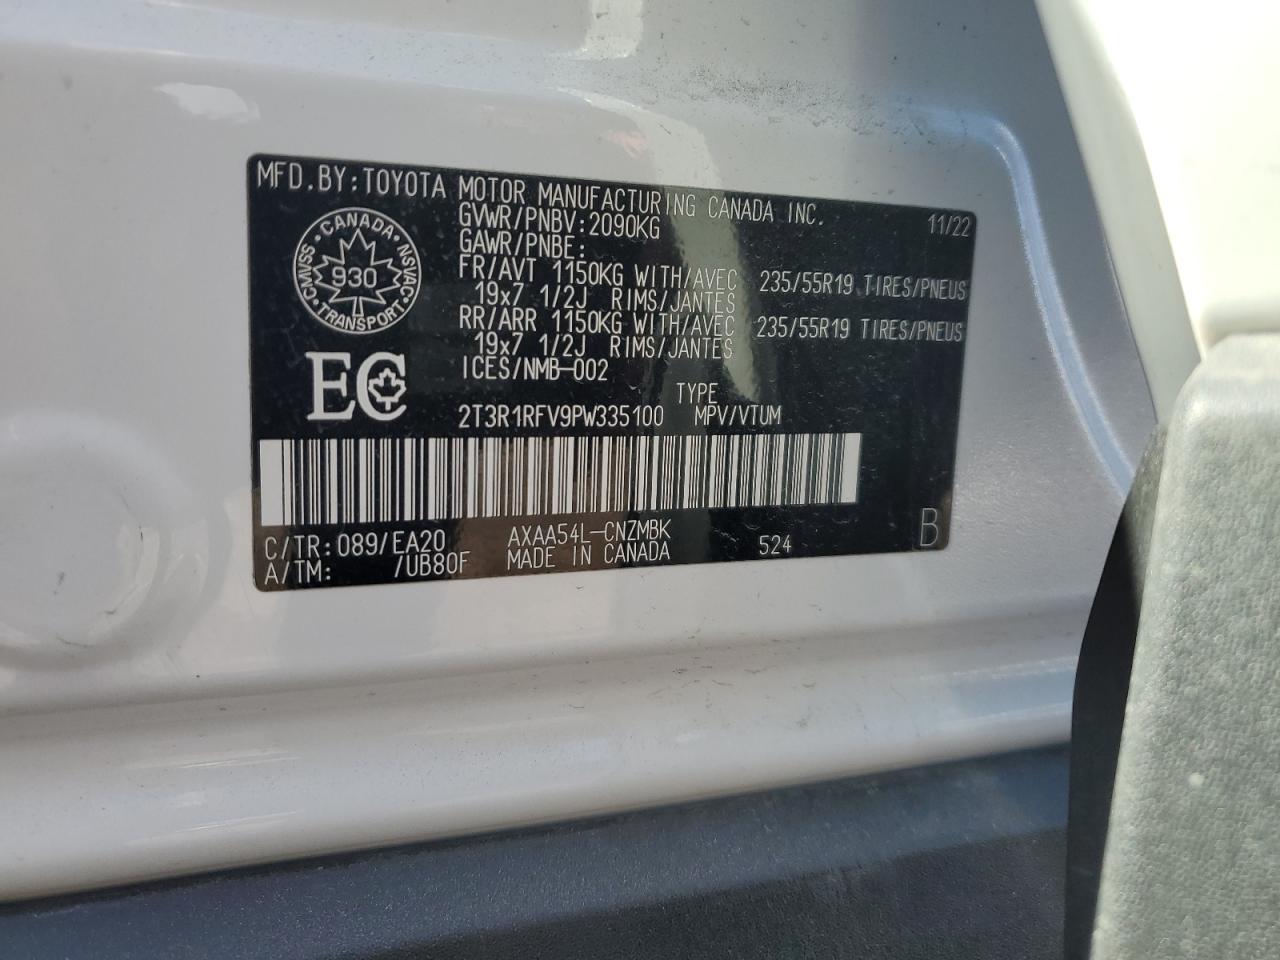 MFD.BY:TOYOTA MOTOR MANUFACTURING CANADA INC.
GVWR/PNBV:2090KG 11/22
GAWR/PNBE:
FR/AVT 1150KG WITH/AVEC 235/55R19 TIRES/PNEUS
19x7 1/2J RIMS/JANTES
RR/ARR 1150KG WITH/AVEC 235/55R19 TIRES/PNEUS
19x7 1/2J RIMS/JANTES
ICES/NMB-002
CANADA
930
CMVSS
NSVAC
TRANSPORT
EC
TYPE
2T3R1RFV9PW335100 MPV/VTUM
C/TR:089/EA20 AXAA54L-CNZMBK 524 B
A/TM: /UB80F MADE IN CANADA